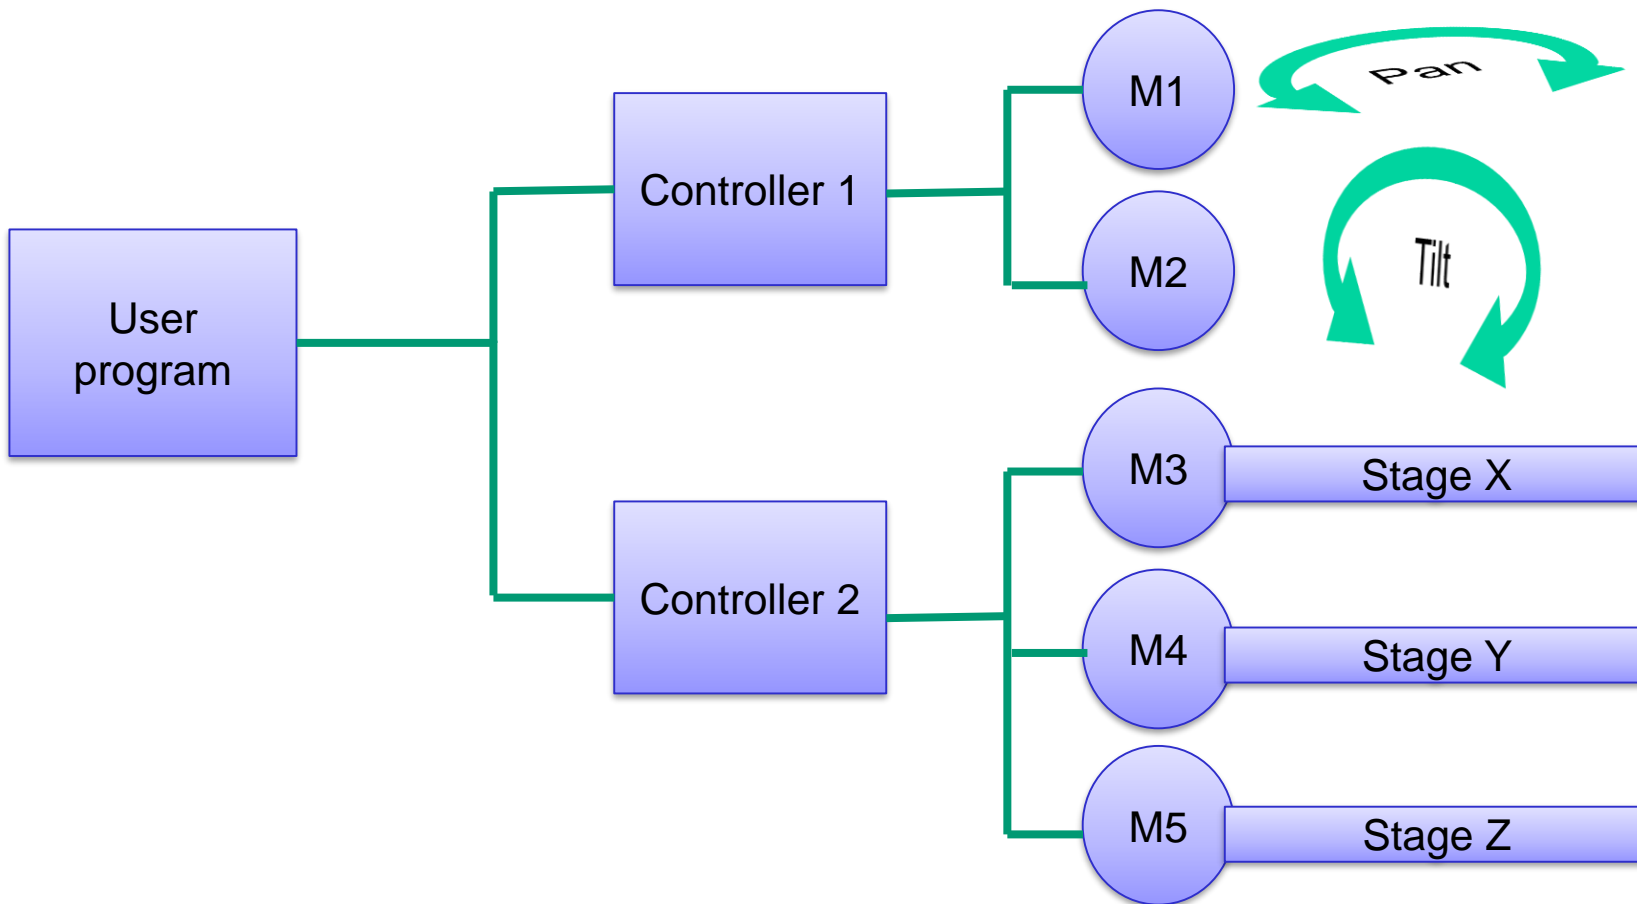 User
program
Controller 1
M1
Pan
M2
Tilt
Controller 2
M3
Stage X
M4
Stage Y
M5
Stage Z